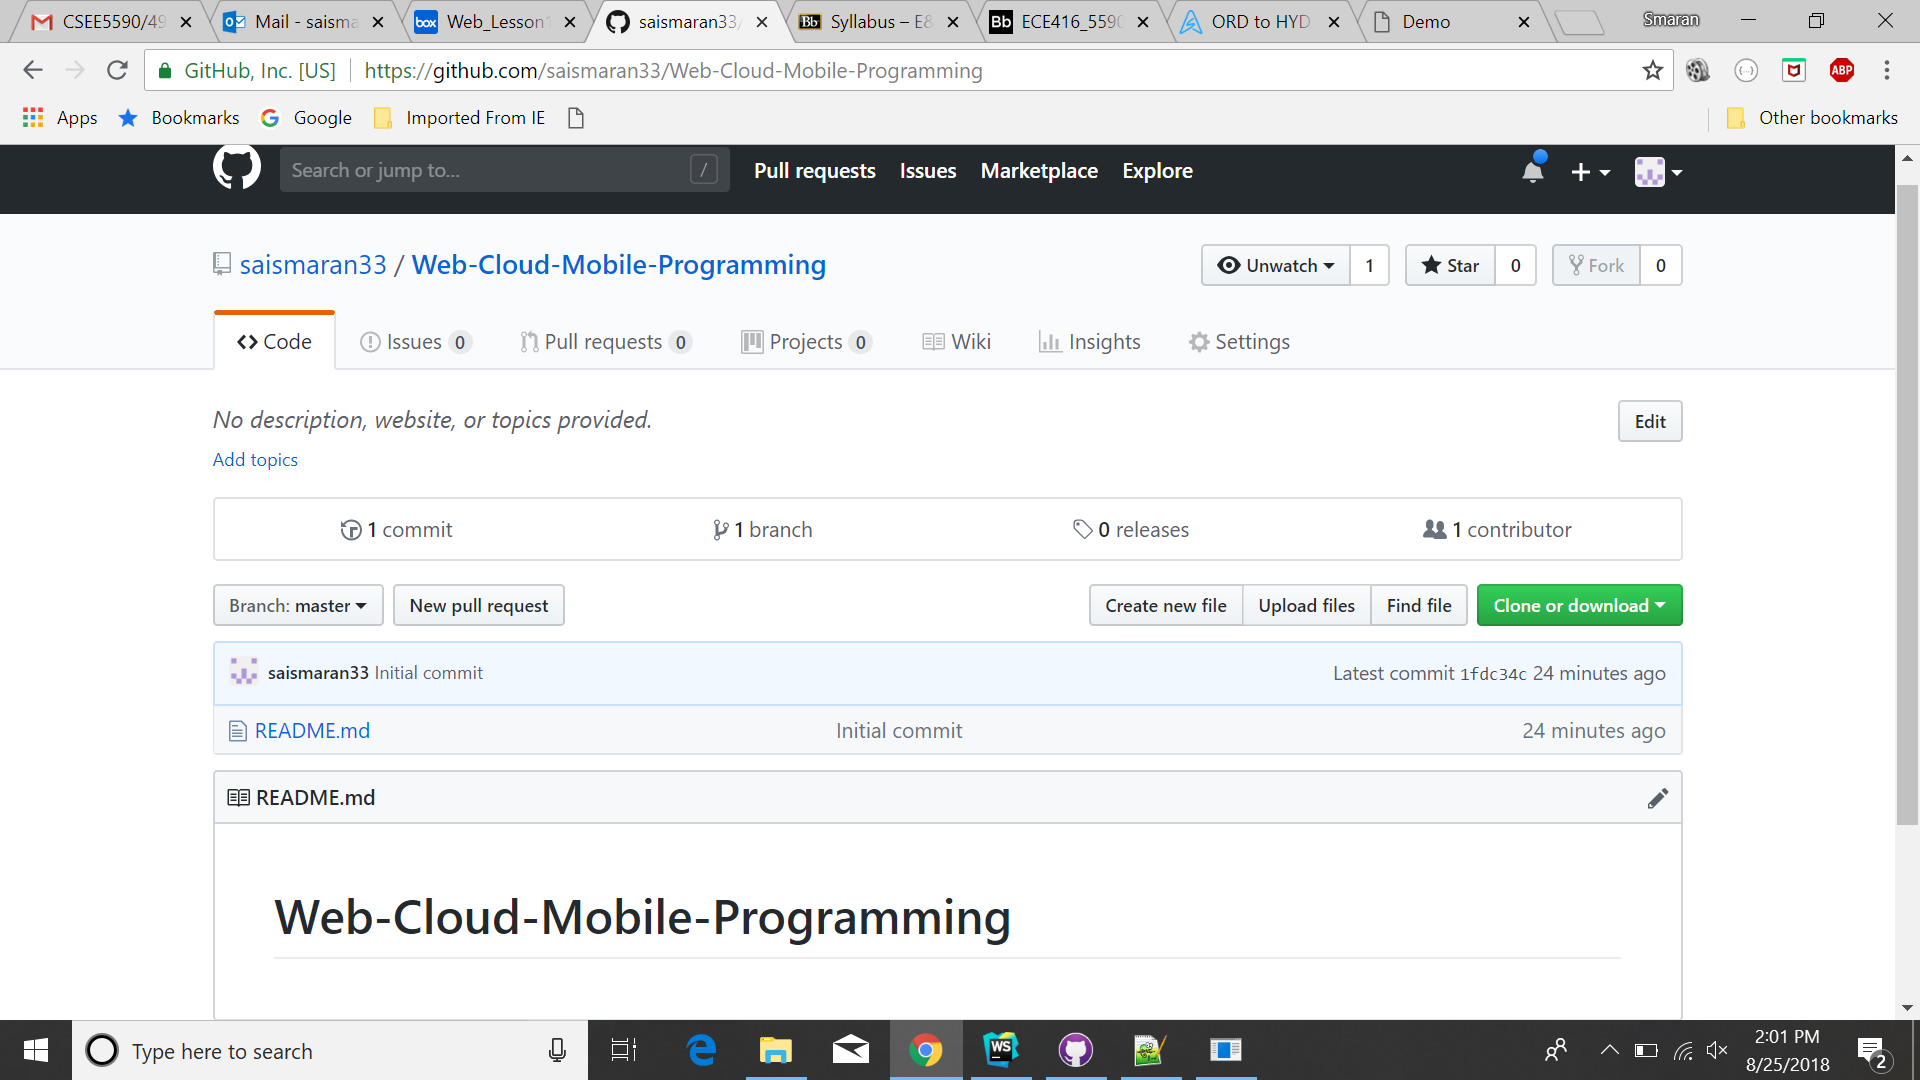 CSEE5590/49 Mail - saisma Web_Lesson1 saismaran33/ Syllabus – E& ECE416_5590 ORD to HYD Demo Smaran
GitHub, Inc. [US] https://github.com/saismaran33/Web-Cloud-Mobile-Programming
Apps Bookmarks Google Imported From IE Other bookmarks
Search or jump to... / Pull requests Issues Marketplace Explore
saismaran33 / Web-Cloud-Mobile-Programming Unwatch 1 Star 0 Fork 0
Code Issues 0 Pull requests 0 Projects 0 Wiki Insights Settings
No description, website, or topics provided. Edit
Add topics
1 commit 1 branch 0 releases 1 contributor
Branch: master New pull request Create new file Upload files Find file Clone or download
saismaran33 Initial commit Latest commit 1fdc34c 24 minutes ago
README.md Initial commit 24 minutes ago
README.md
Web-Cloud-Mobile-Programming
Type here to search
2:01 PM
8/25/2018
2